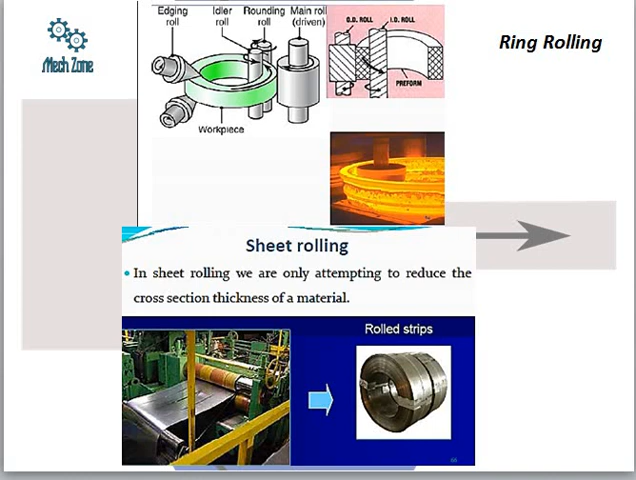 Edging Idler Rounding Main roll
roll roll roll (driven)
Workpiece
O.D. ROLL I.D. ROLL
PREFORM
Ring Rolling
Mech Zone
Sheet rolling
• In sheet rolling we are only attempting to reduce the
cross section thickness of a material.
Rolled strips
66